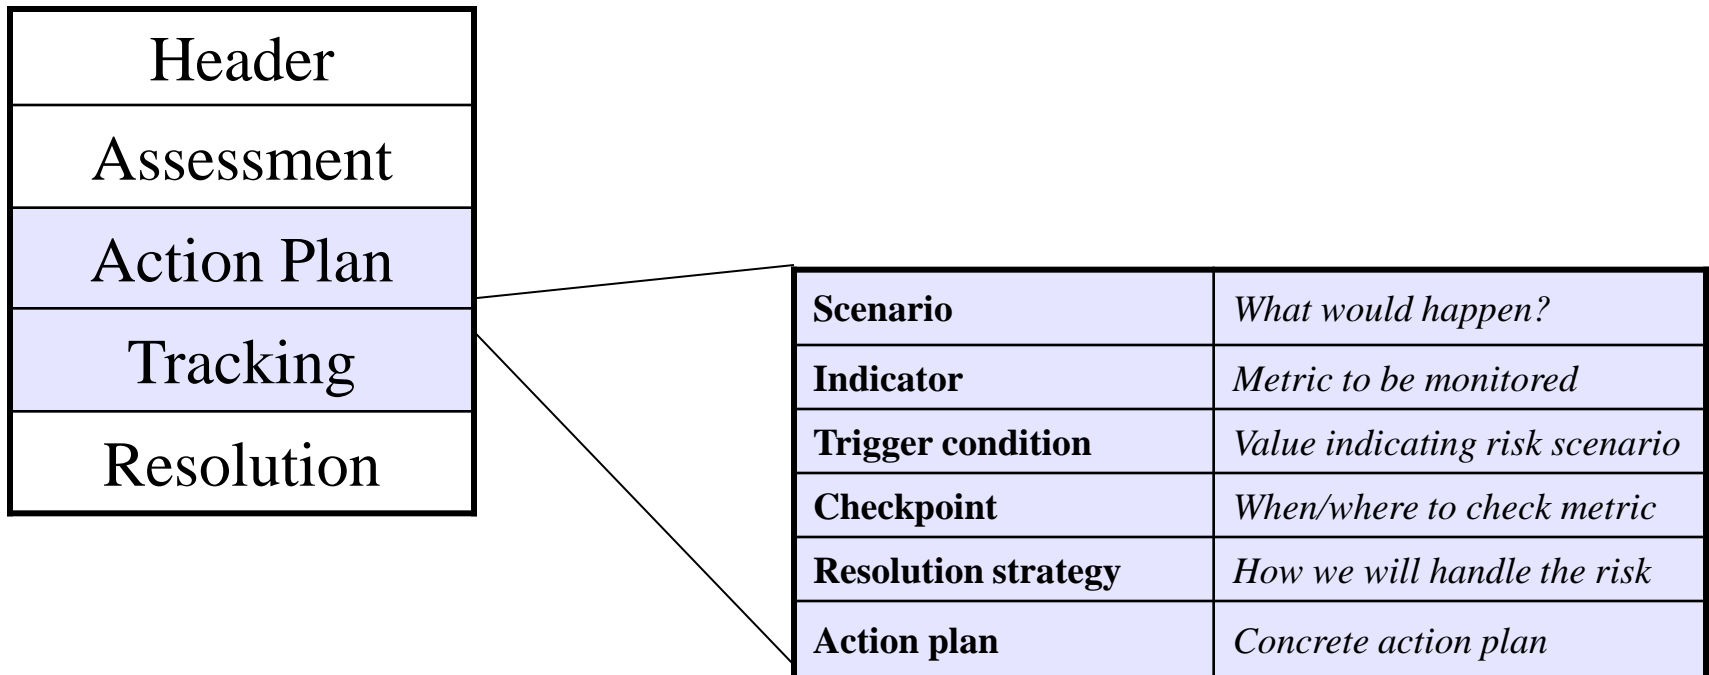 Header
Assessment
Action Plan
Tracking
Resolution
Scenario What would happen?
Indicator Metric to be monitored
Trigger condition Value indicating risk scenario
Checkpoint When/where to check metric
Resolution strategy How we will handle the risk
Action plan Concrete action plan